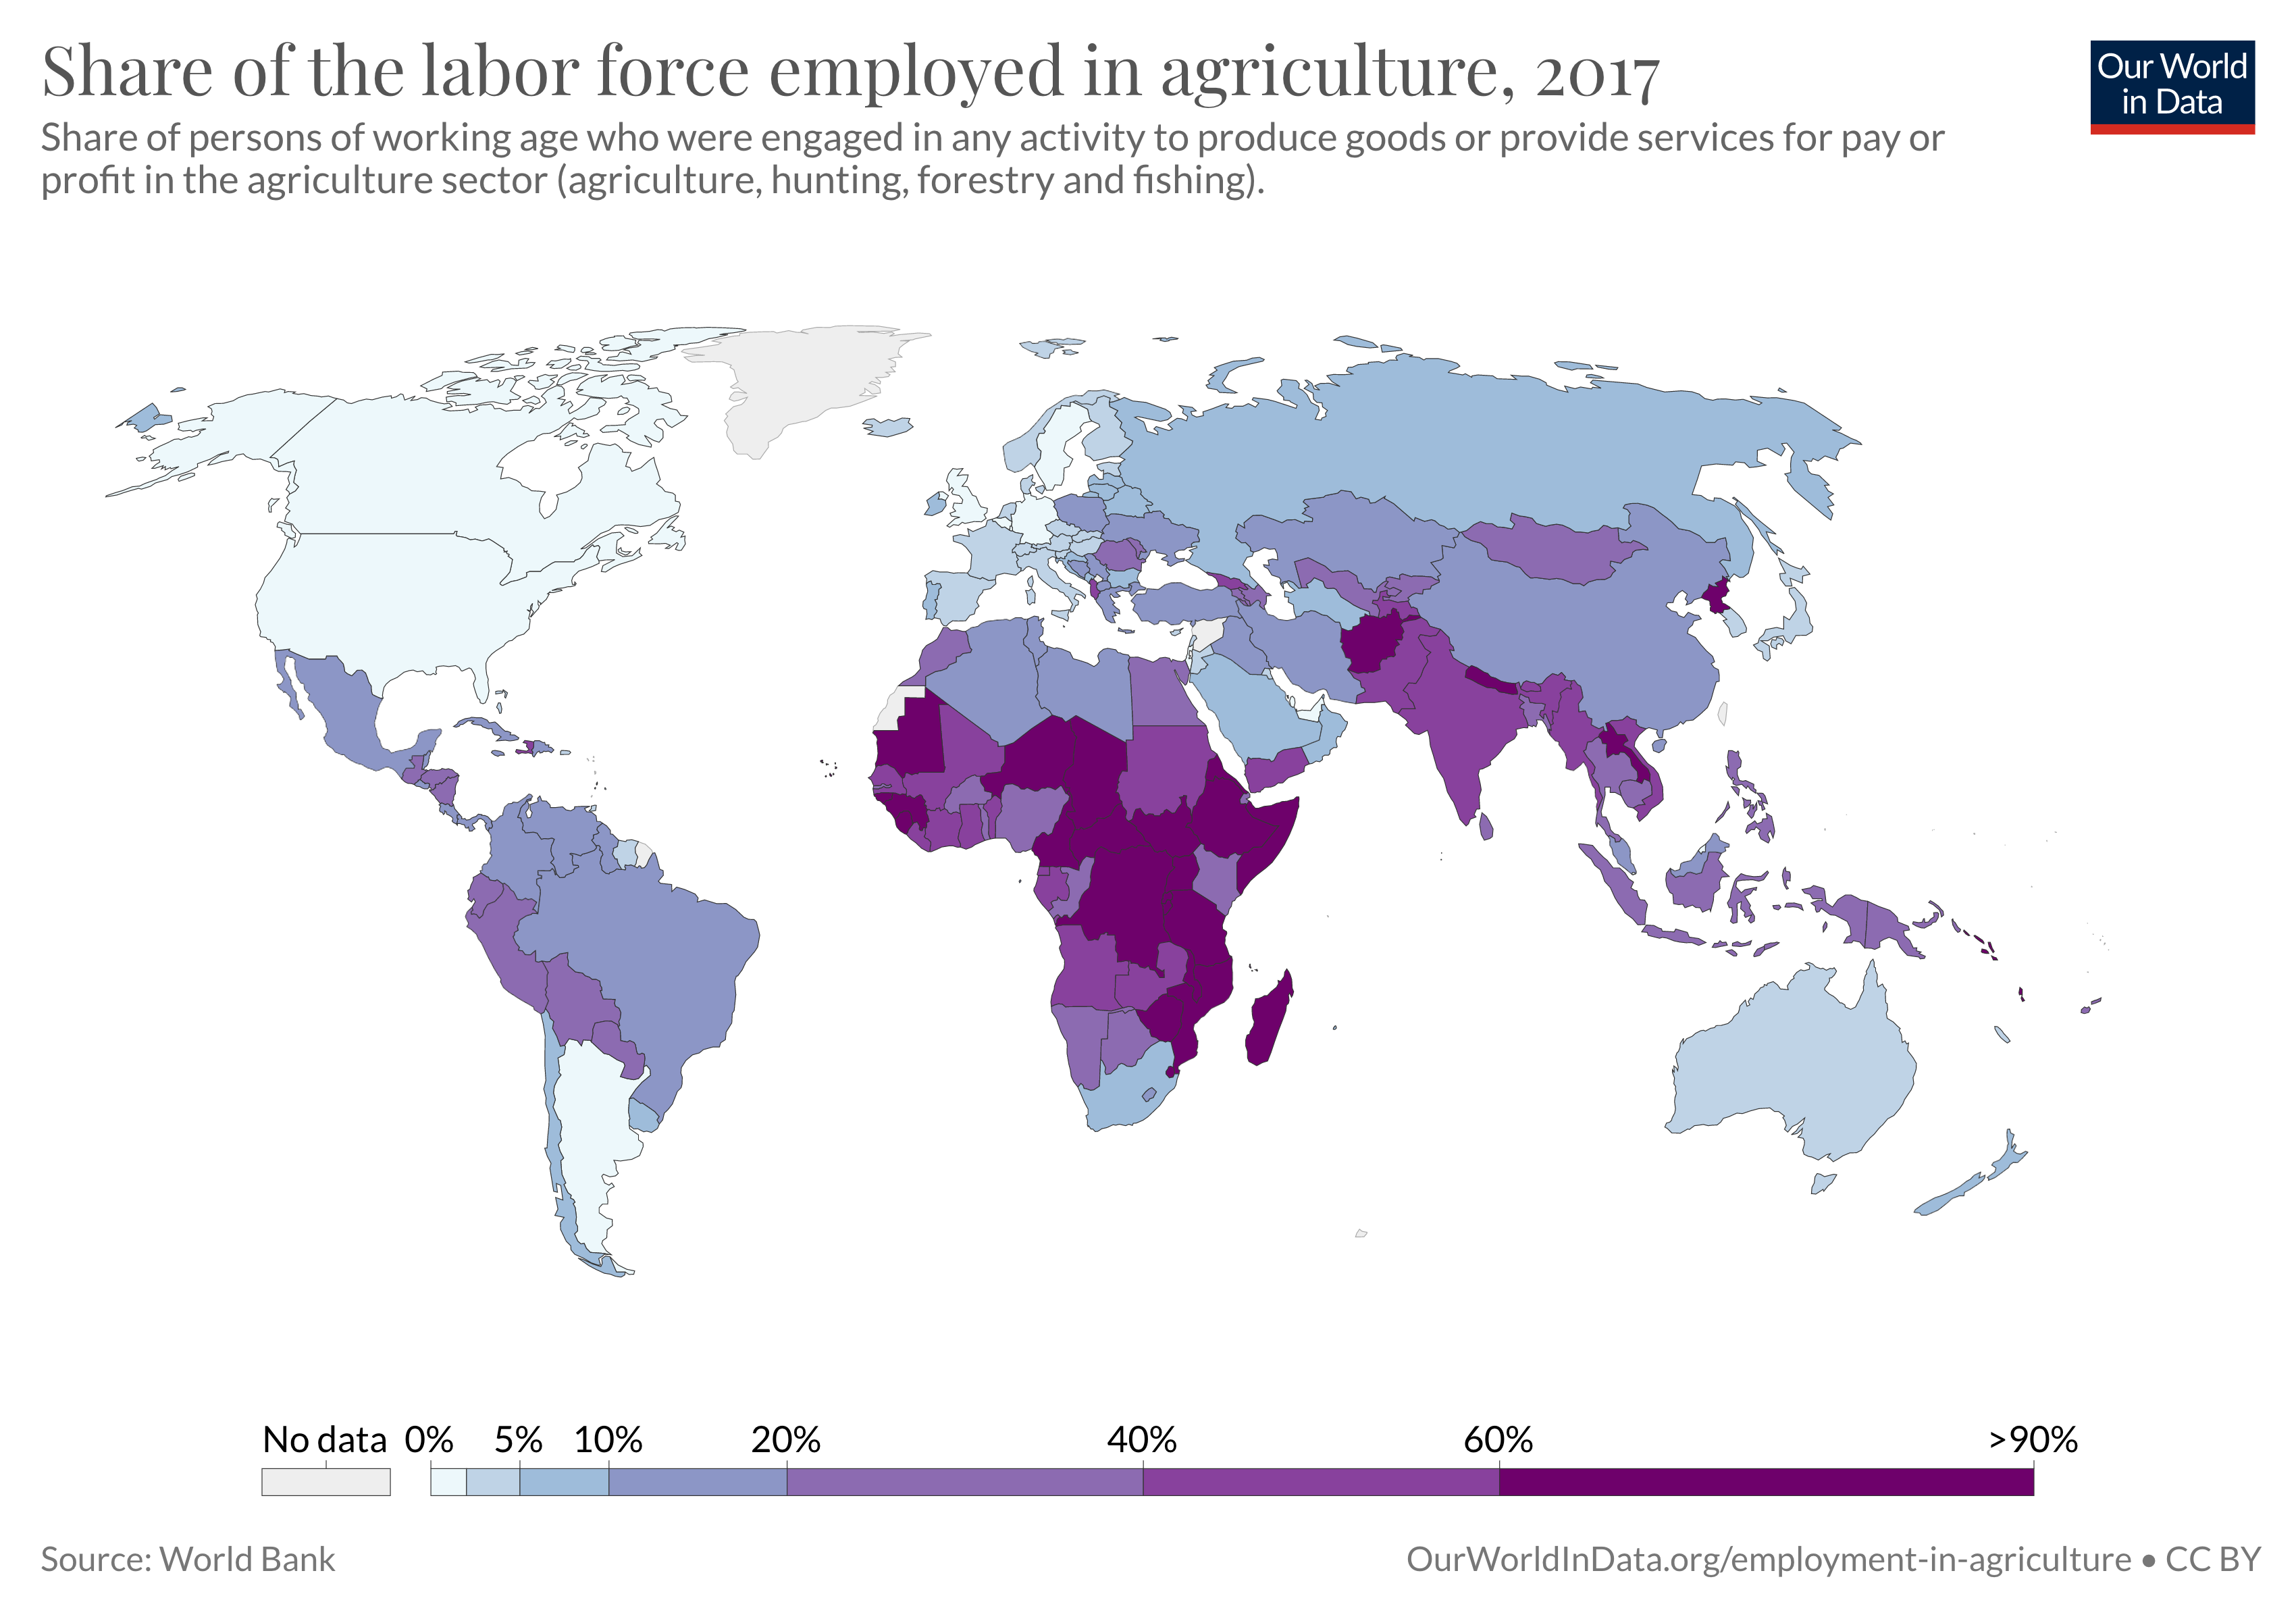 Share of the labor force employed in agriculture, 2017
Our World
in Data
Share of persons of working age who were engaged in any activity to produce goods or provide services for pay or
profit in the agriculture sector (agriculture, hunting, forestry and fishing).
No data 0% 5% 10% 20% 40% 60% >90%
Source: World Bank
OurWorldInData.org/employment-in-agriculture • CC BY